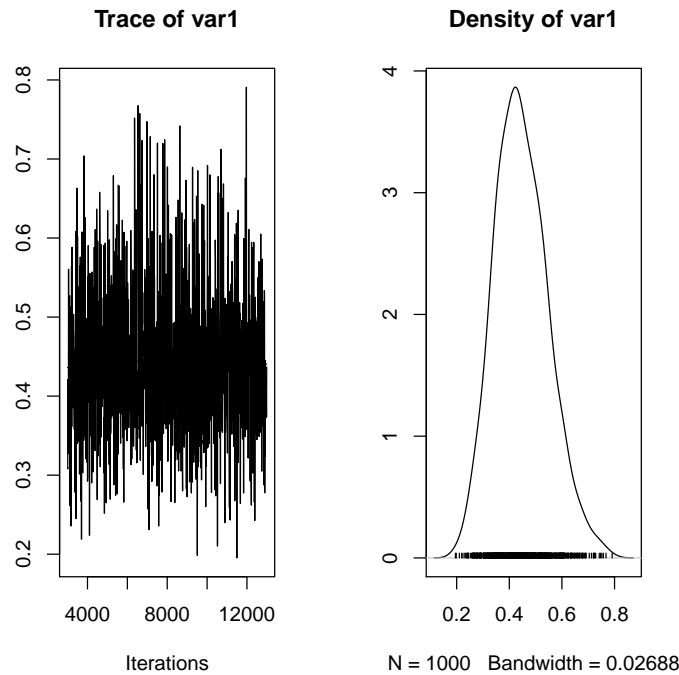 Trace of var1
0.8
0.7
0.6
0.5
0.4
0.3
0.2
4000 8000 12000
Iterations
Density of var1
4
3
2
1
0
0.2 0.4 0.6 0.8
N = 1000 Bandwidth = 0.02688